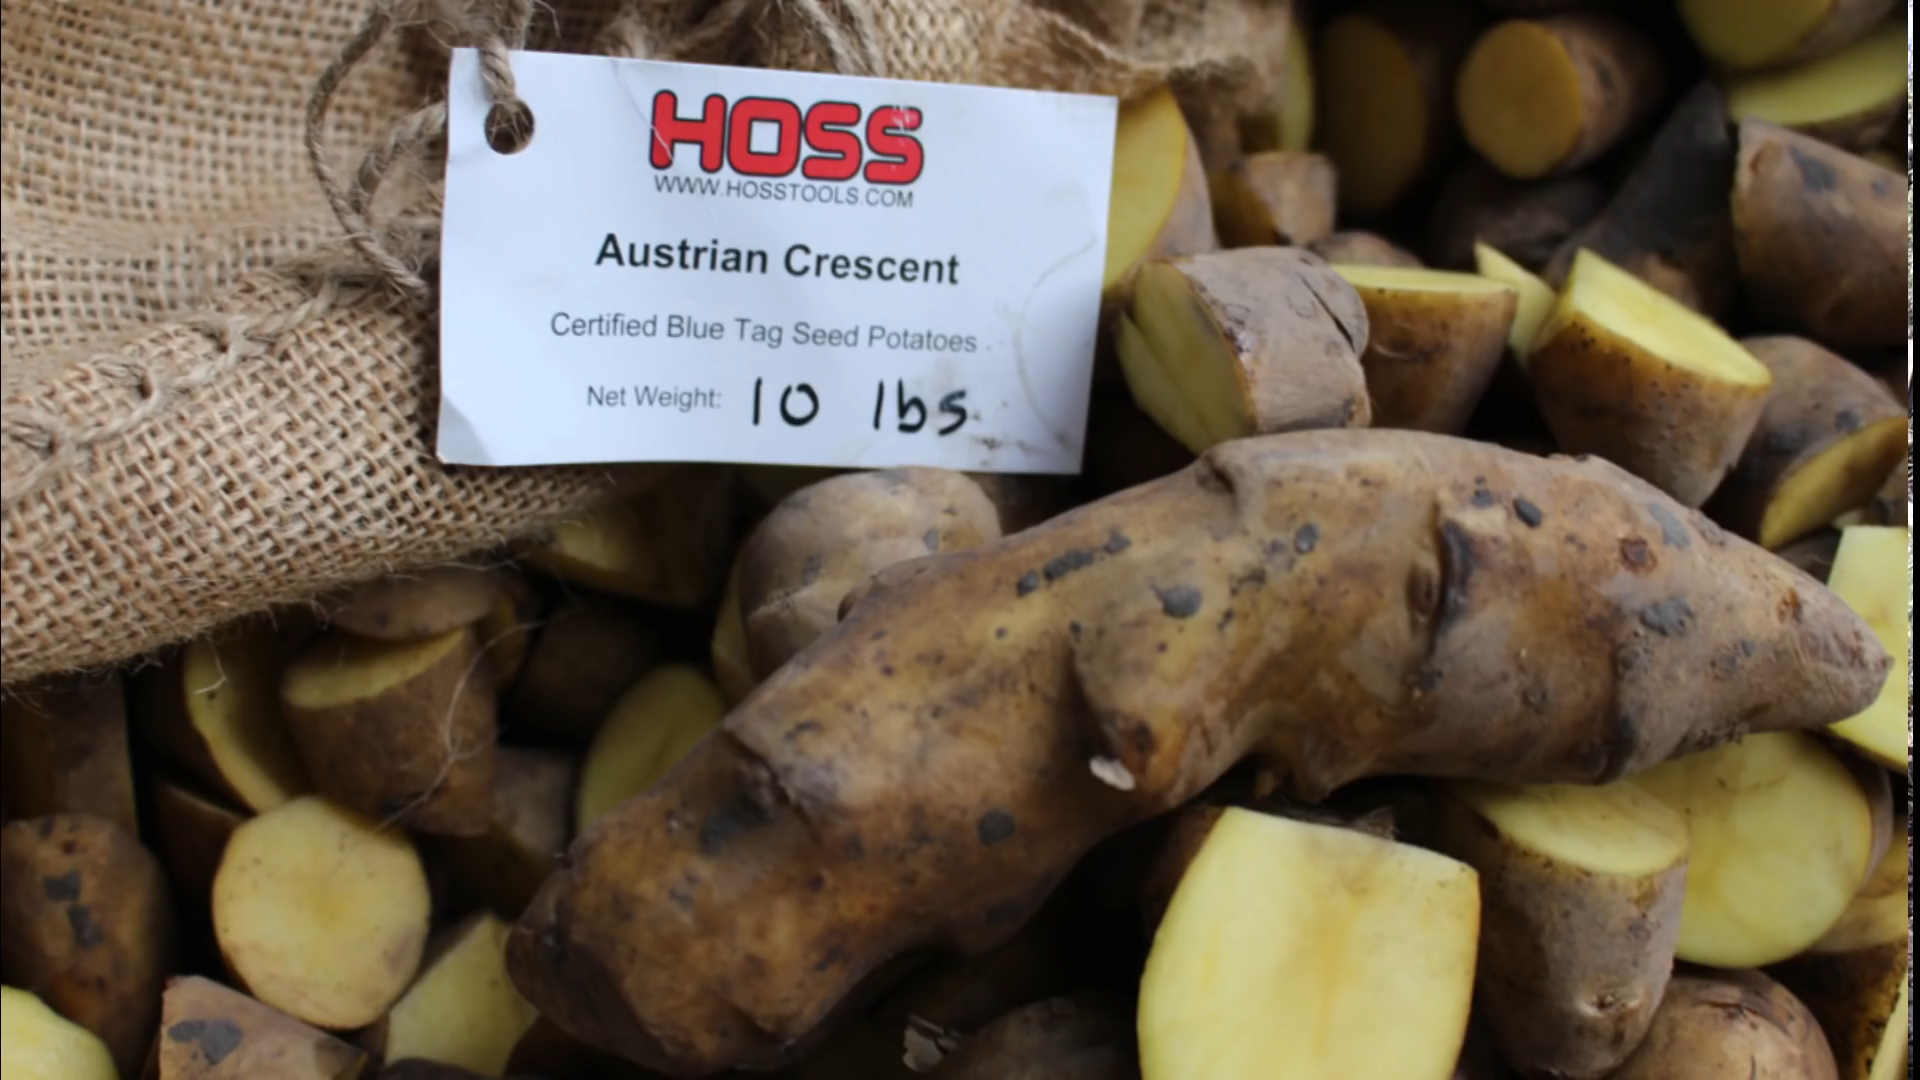 HOSS
WWW.HOSSTOOLS.COM
Austrian Crescent
Certified Blue Tag Seed Potatoes
Net Weight: 10 lbs